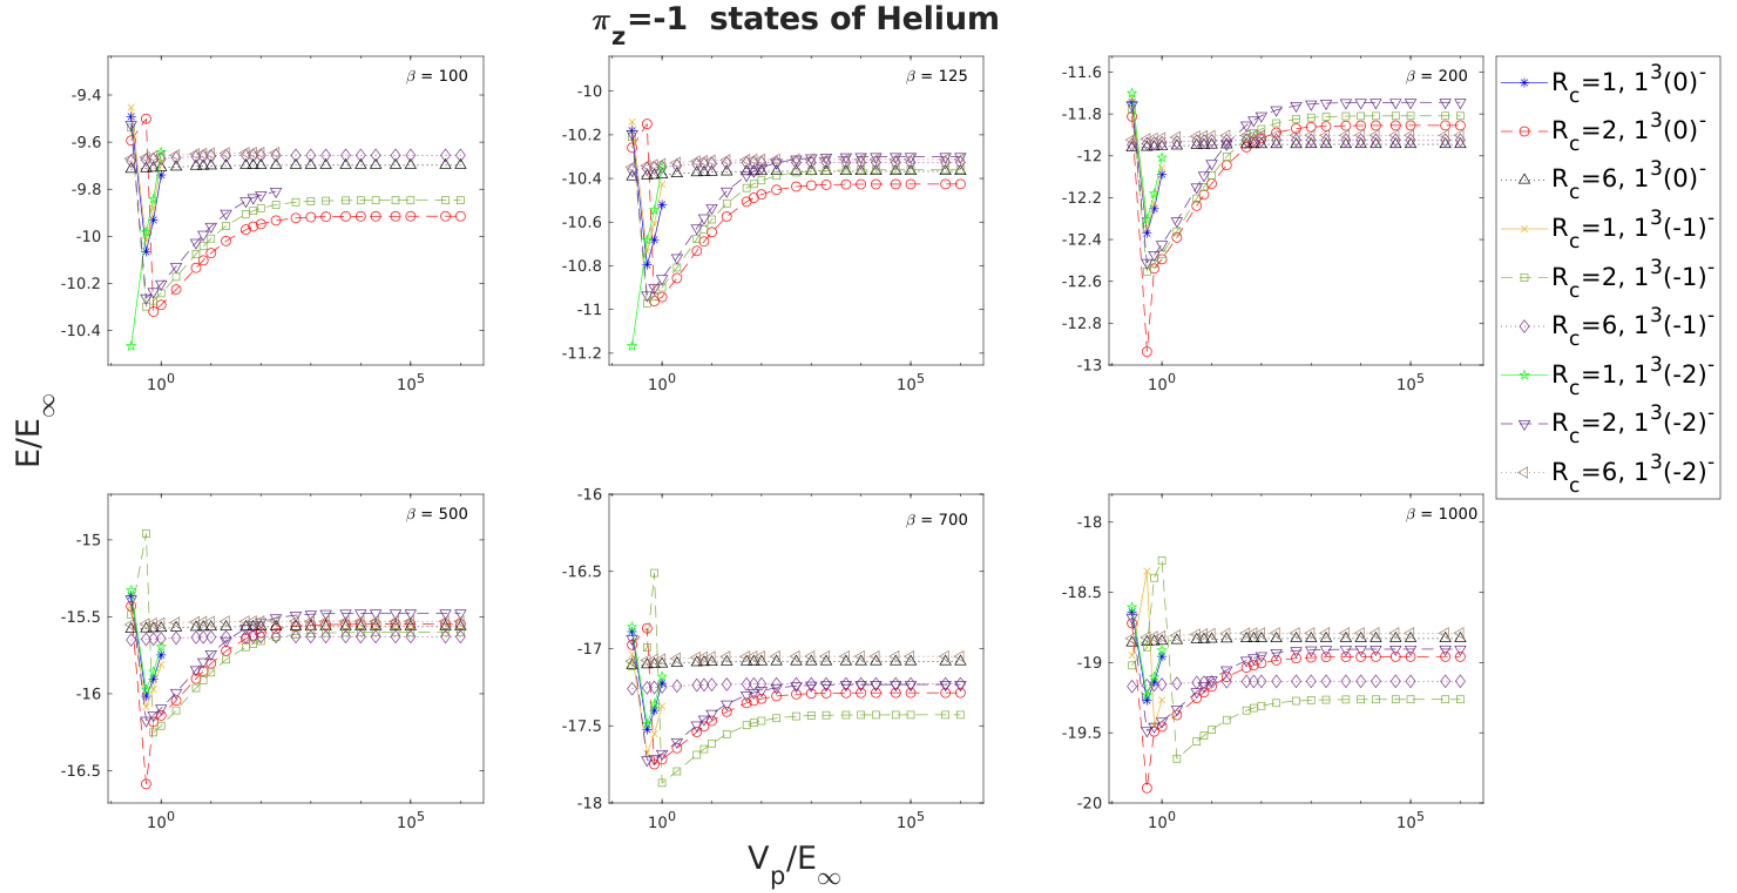 π_z=-1 states of Helium
E/E_∞
V_p/E_∞
β = 100
-9.4
-9.6
-9.8
-10
-10.2
-10.4
10^0
10^5
β = 125
-10
-10.2
-10.4
-10.6
-10.8
-11
-11.2
10^0
10^5
β = 200
-11.6
-11.8
-12
-12.2
-12.4
-12.6
-12.8
-13
10^0
10^5
R_c=1, 1^3(0)^-
R_c=2, 1^3(0)^-
R_c=6, 1^3(0)^-
R_c=1, 1^3(-1)^-
R_c=2, 1^3(-1)^-
R_c=6, 1^3(-1)^-
R_c=1, 1^3(-2)^-
R_c=2, 1^3(-2)^-
R_c=6, 1^3(-2)^-
β = 500
-15
-15.5
-16
-16.5
10^0
10^5
β = 700
-16
-16.5
-17
-17.5
-18
10^0
10^5
β = 1000
-18
-18.5
-19
-19.5
-20
10^0
10^5